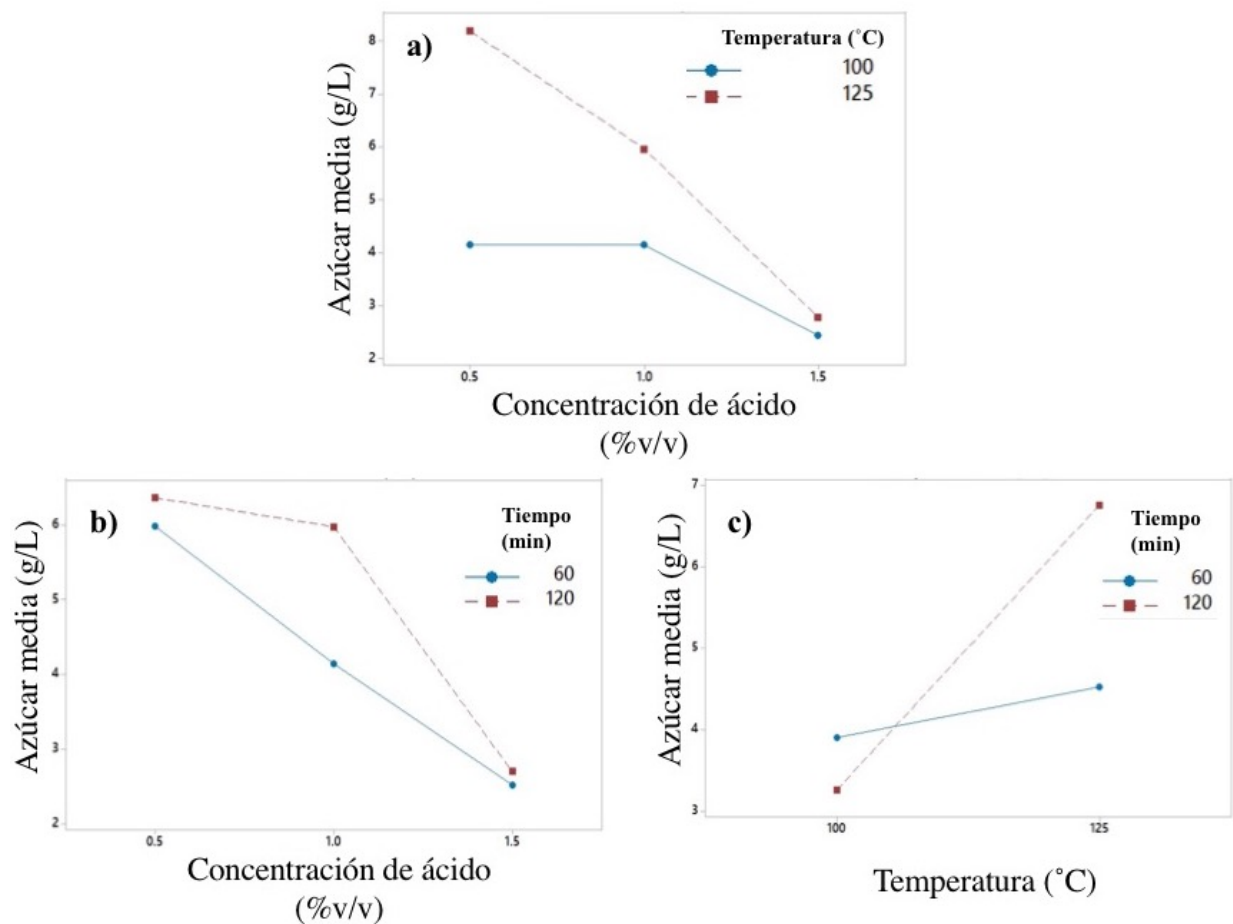 a)
Temperatura (˚C)
100
125
Azúcar media (g/L)
8
7
6
5
4
3
2
0.5 1.0 1.5
Concentración de ácido
(%v/v)
b)
Tiempo
(min)
60
120
Azúcar media (g/L)
6
5
4
3
2
0.5 1.0 1.5
Concentración de ácido
(%v/v)
c)
Tiempo
(min)
60
120
Azúcar media (g/L)
7
6
5
4
3
100 125
Temperatura (˚C)